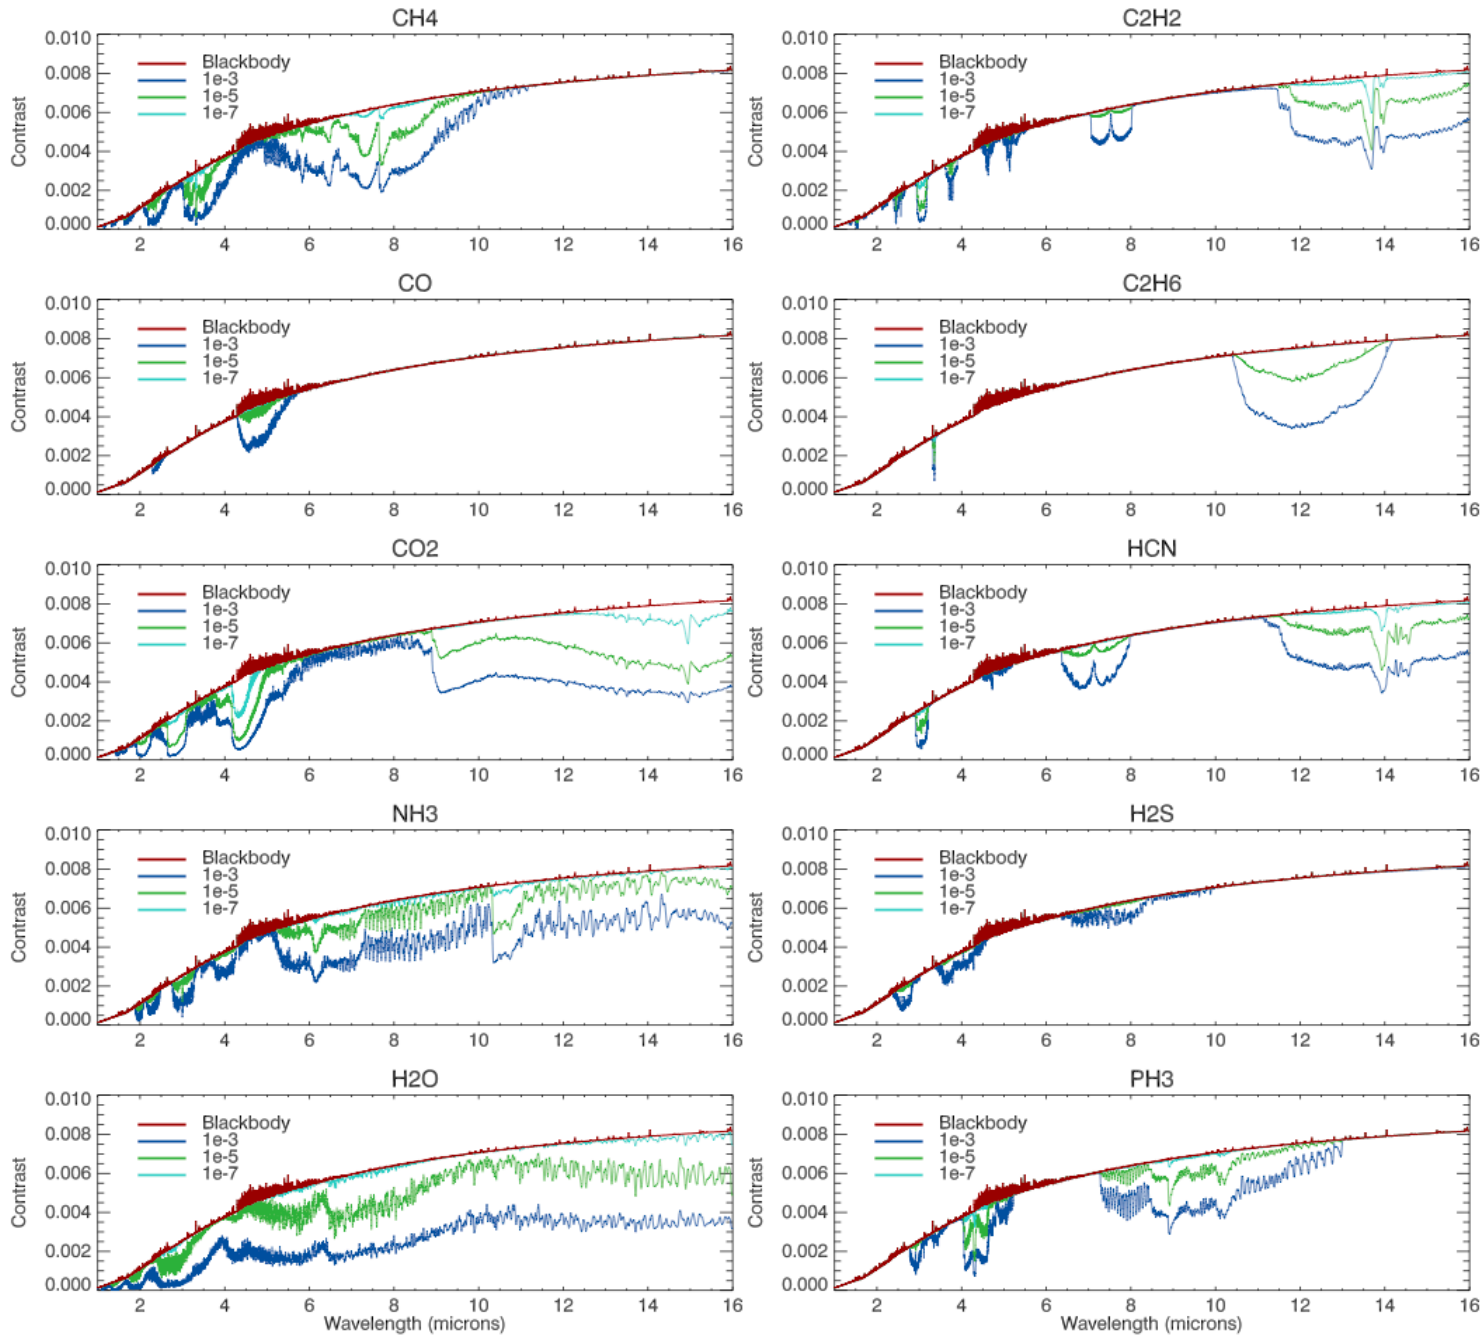 CH4
C2H2
0.010
0.008
0.006
0.004
0.002
0.000
Contrast
Blackbody
1e-3
1e-5
1e-7
2 4 6 8 10 12 14 16
0.010
0.008
0.006
0.004
0.002
0.000
Contrast
Blackbody
1e-3
1e-5
1e-7
2 4 6 8 10 12 14 16
CO
C2H6
0.010
0.008
0.006
0.004
0.002
0.000
Contrast
Blackbody
1e-3
1e-5
1e-7
2 4 6 8 10 12 14 16
0.010
0.008
0.006
0.004
0.002
0.000
Contrast
Blackbody
1e-3
1e-5
1e-7
2 4 6 8 10 12 14 16
CO2
HCN
0.010
0.008
0.006
0.004
0.002
0.000
Contrast
Blackbody
1e-3
1e-5
1e-7
2 4 6 8 10 12 14 16
0.010
0.008
0.006
0.004
0.002
0.000
Contrast
Blackbody
1e-3
1e-5
1e-7
2 4 6 8 10 12 14 16
NH3
H2S
0.010
0.008
0.006
0.004
0.002
0.000
Contrast
Blackbody
1e-3
1e-5
1e-7
2 4 6 8 10 12 14 16
0.010
0.008
0.006
0.004
0.002
0.000
Contrast
Blackbody
1e-3
1e-5
1e-7
2 4 6 8 10 12 14 16
H2O
PH3
0.010
0.008
0.006
0.004
0.002
0.000
Contrast
Blackbody
1e-3
1e-5
1e-7
2 4 6 8 10 12 14 16
Wavelength (microns)
0.010
0.008
0.006
0.004
0.002
0.000
Contrast
Blackbody
1e-3
1e-5
1e-7
2 4 6 8 10 12 14 16
Wavelength (microns)